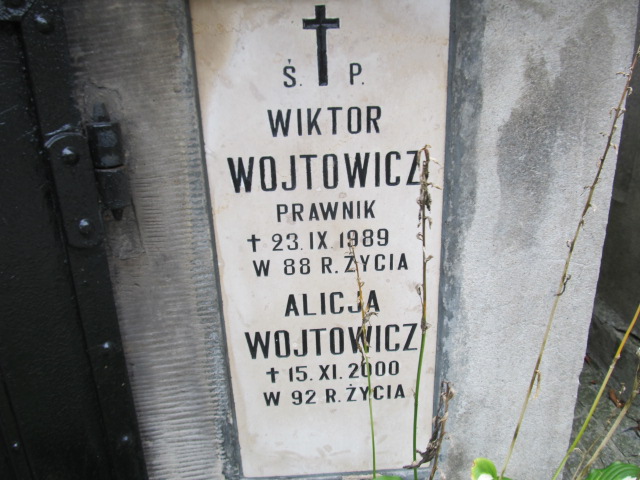 Ś. P.
WIKTOR
WOJTOWICZ
PRAWNIK
† 23.IX 1989
W 88 R. ŻYCIA
ALICJA
WOJTOWICZ
† 15.XI.2000
W 92 R.ŻYCIA